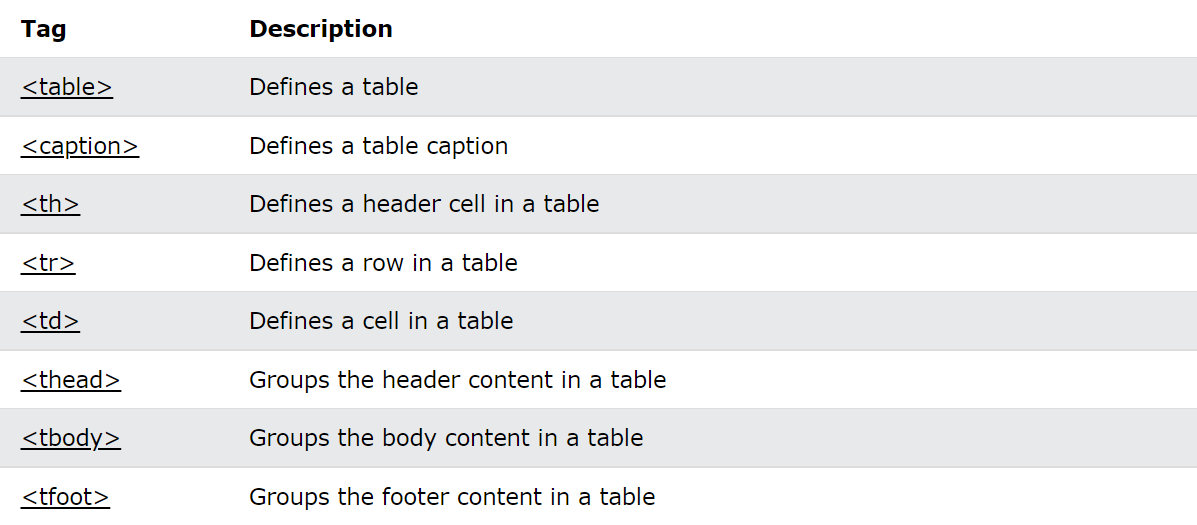 Tag Description
<table> Defines a table
<caption> Defines a table caption
<th> Defines a header cell in a table
<tr> Defines a row in a table
<td> Defines a cell in a table
<thead> Groups the header content in a table
<tbody> Groups the body content in a table
<tfoot> Groups the footer content in a table